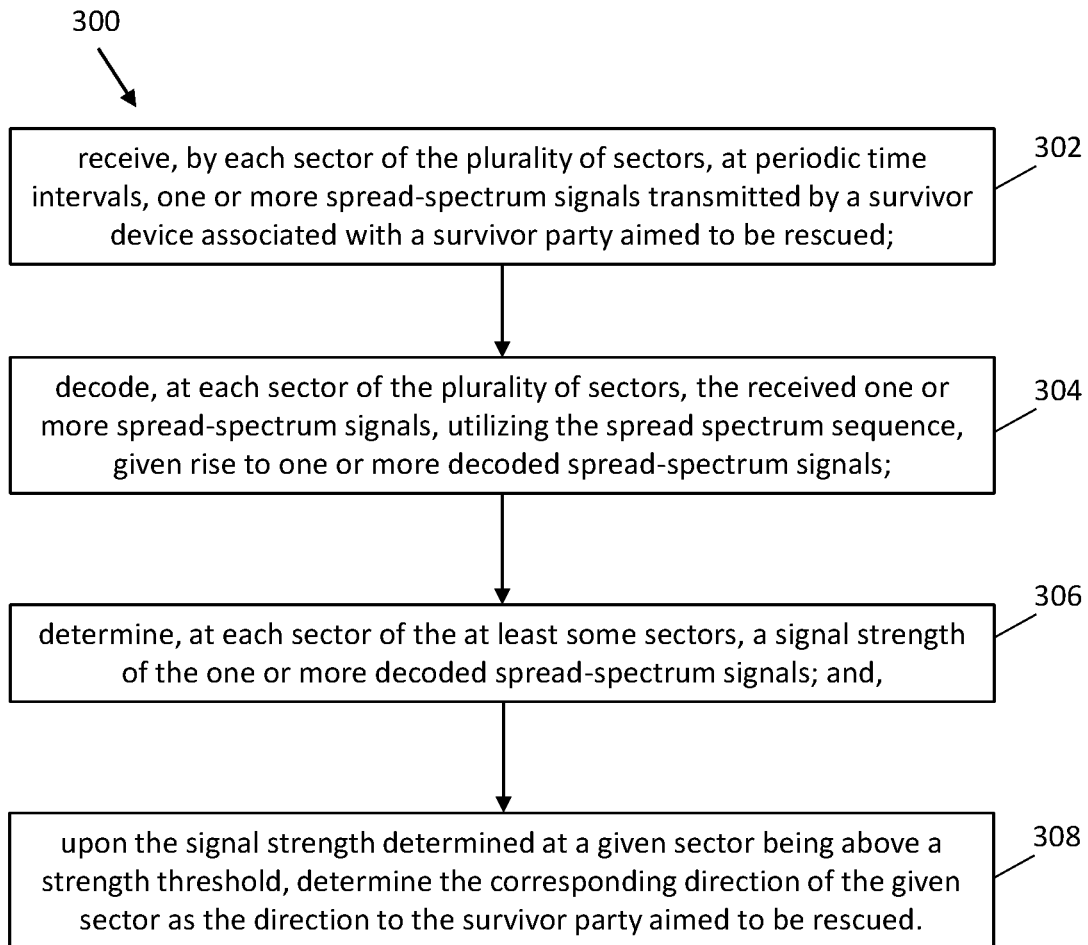 300
receive, by each sector of the plurality of sectors, at periodic time
intervals, one or more spread-spectrum signals transmitted by a survivor
device associated with a survivor party aimed to be rescued;
302
decode, at each sector of the plurality of sectors, the received one or
more spread-spectrum signals, utilizing the spread spectrum sequence,
given rise to one or more decoded spread-spectrum signals;
304
determine, at each sector of the at least some sectors, a signal strength
of the one or more decoded spread-spectrum signals; and,
306
upon the signal strength determined at a given sector being above a
strength threshold, determine the corresponding direction of the given
sector as the direction to the survivor party aimed to be rescued.
308